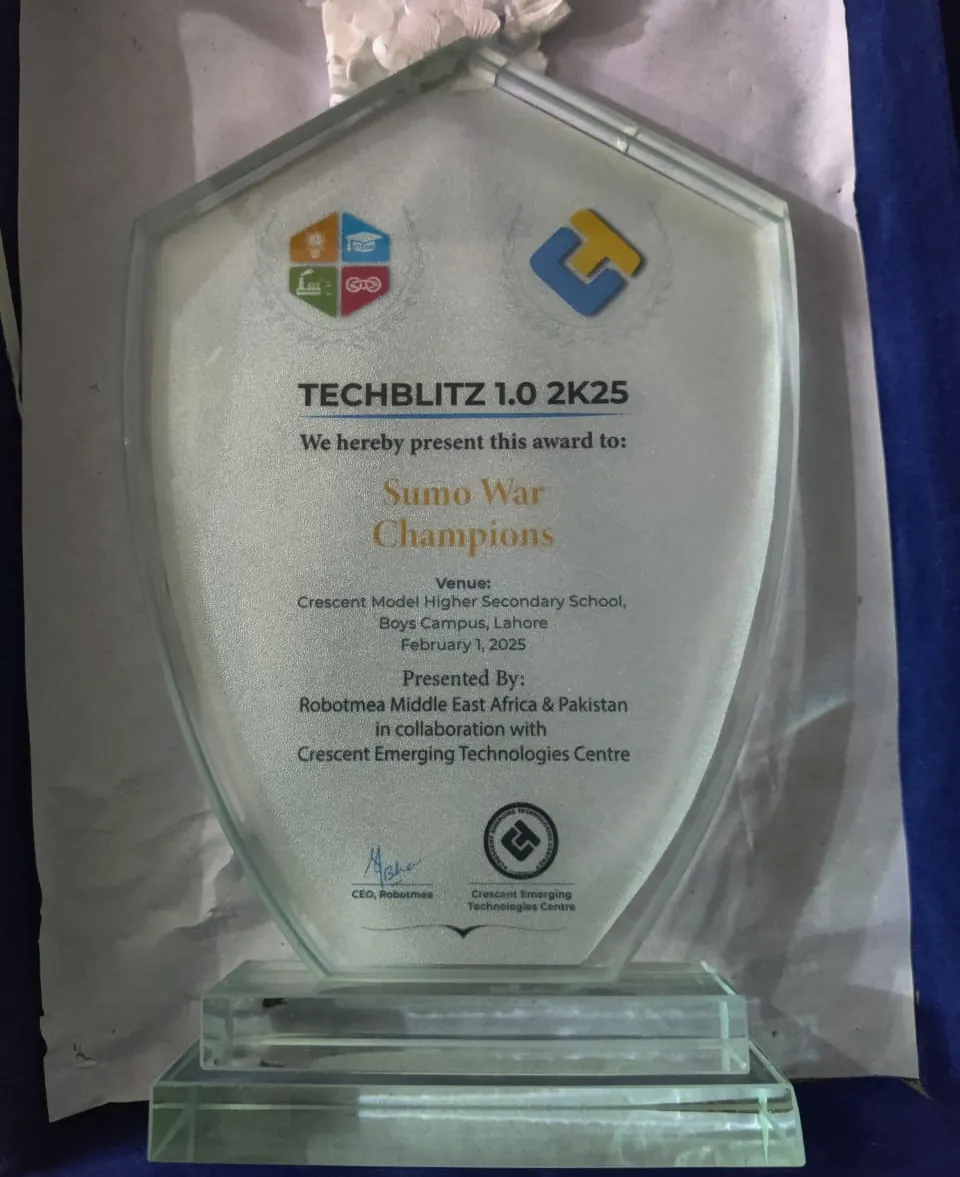 TECHBLITZ 1.0 2K25
We hereby present this award to:
Sumo War
Champions
Venue:
Crescent Model Higher Secondary School,
Boys Campus, Lahore
February 1, 2025
Presented By:
Robotmea Middle East Africa & Pakistan
in collaboration with
Crescent Emerging Technologies Centre
CEO, Robotmea
Crescent Emerging
Technologies Centre